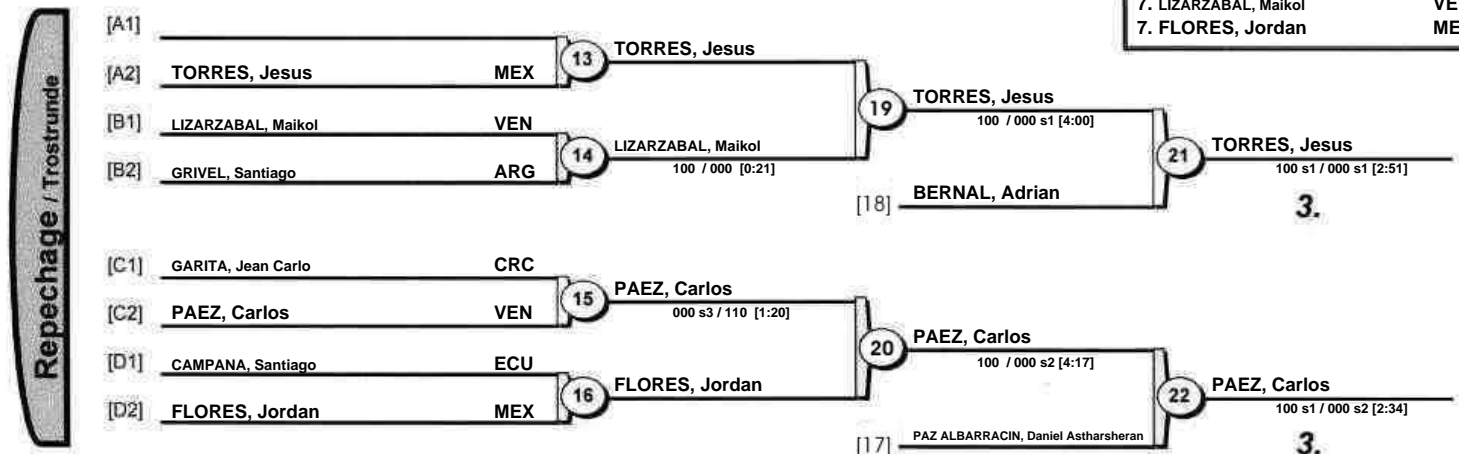 7. LIZARZABAL, Maikol VE
7. FLORES, Jordan ME
Repechage / Trostrunde
[A1]
[A2] TORRES, Jesus MEX
13 TORRES, Jesus
[B1] LIZARZABAL, Maikol VEN
[B2] GRIVEL, Santiago ARG
14 LIZARZABAL, Maikol
100 / 000 [0:21]
19 TORRES, Jesus
100 / 000 s1 [4:00]
[18] BERNAL, Adrian
21 TORRES, Jesus
100 s1 / 000 s1 [2:51]
3.
[C1] GARITA, Jean Carlo CRC
[C2] PAEZ, Carlos VEN
15 PAEZ, Carlos
000 s3 / 110 [1:20]
[D1] CAMPANA, Santiago ECU
[D2] FLORES, Jordan MEX
16 FLORES, Jordan
20 PAEZ, Carlos
100 / 000 s2 [4:17]
[17] PAZ ALBARRACIN, Daniel Astharsheran
22 PAEZ, Carlos
100 s1 / 000 s2 [2:34]
3.